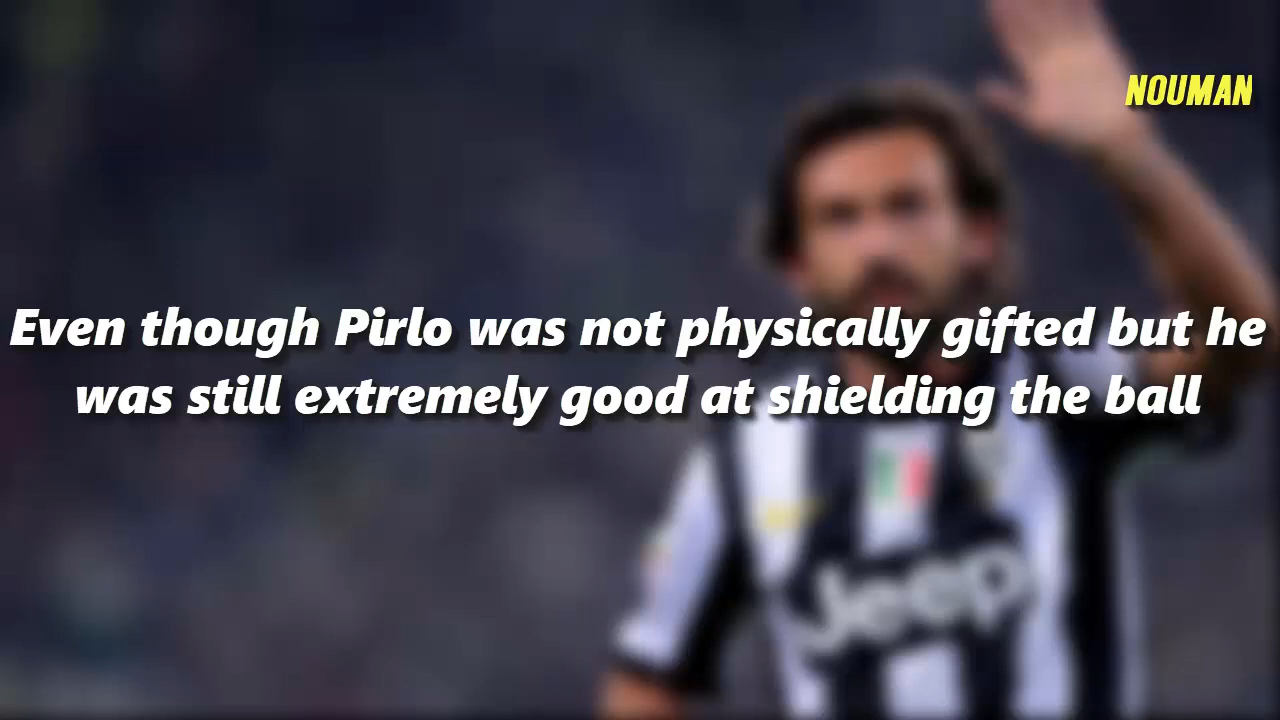 NOUMAN
Even though Pirlo was not physically gifted but he
was still extremely good at shielding the ball
Jeep